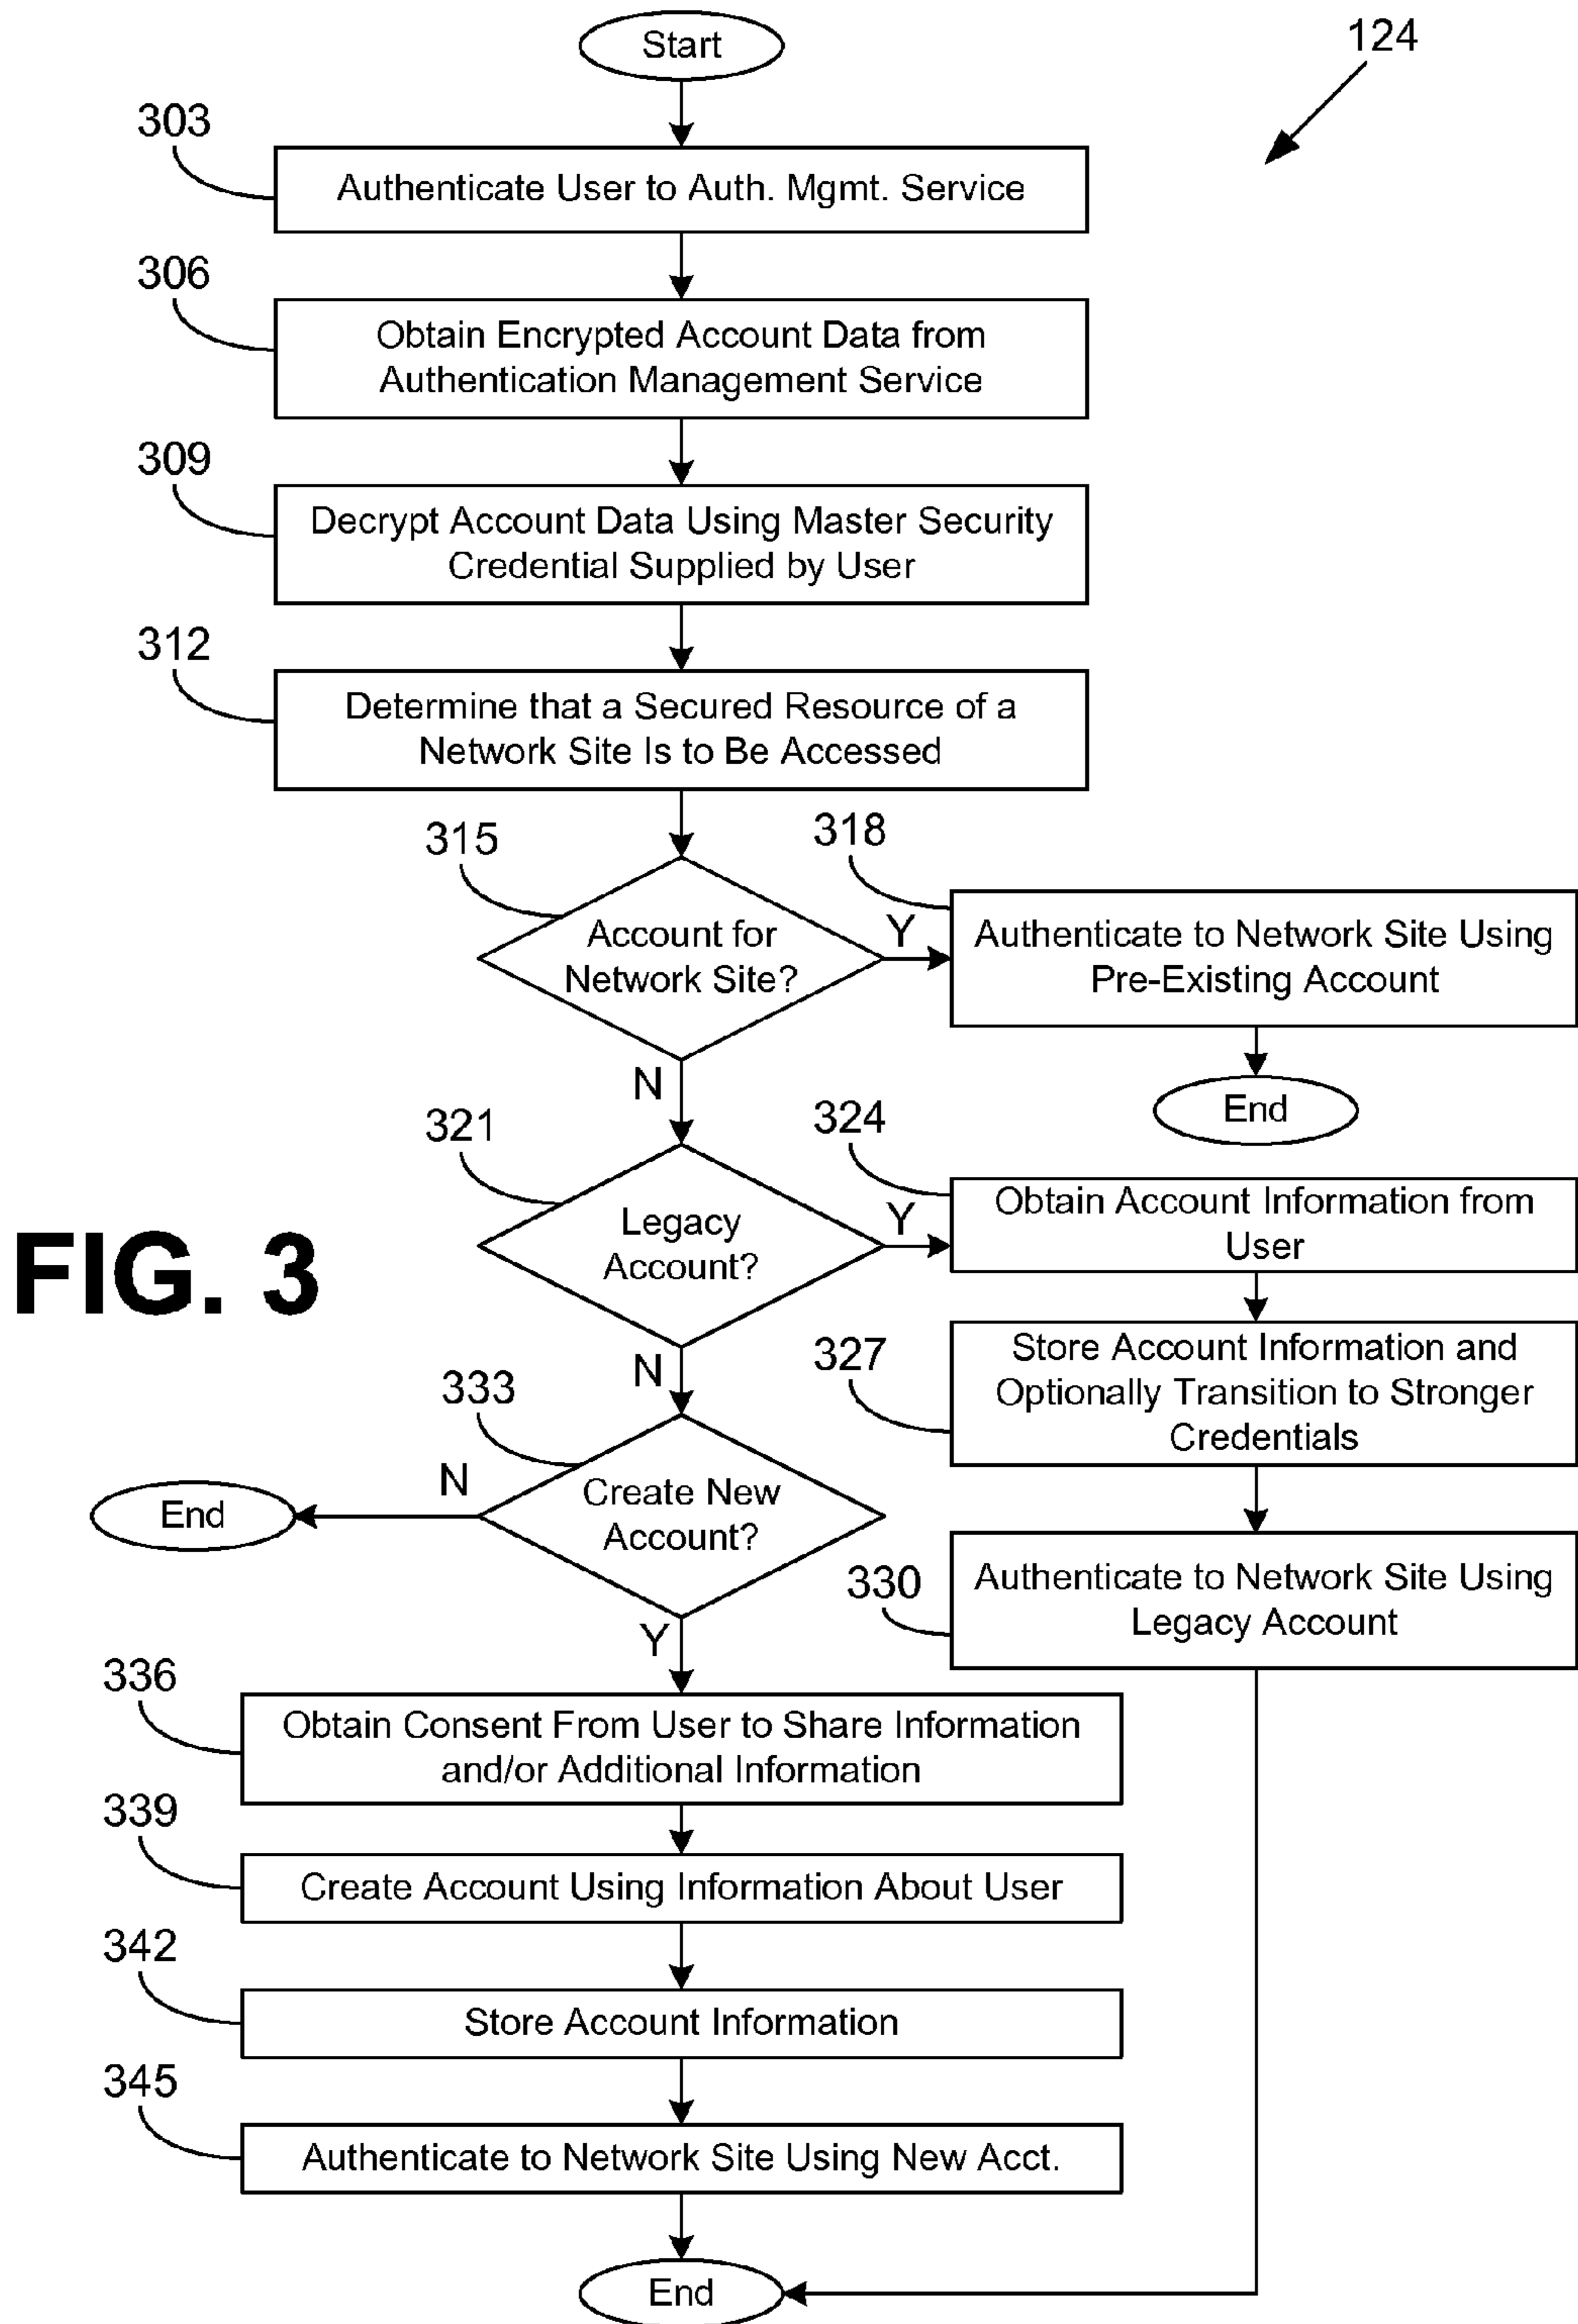 Start
124
303
Authenticate User to Auth. Mgmt. Service
306
Obtain Encrypted Account Data from
Authentication Management Service
309
Decrypt Account Data Using Master Security
Credential Supplied by User
312
Determine that a Secured Resource of a
Network Site Is to Be Accessed
315
Account for
Network Site?
Y
318
Authenticate to Network Site Using
Pre-Existing Account
End
N
321
Legacy
Account?
Y
324
Obtain Account Information from
User
FIG. 3
327
Store Account Information and
Optionally Transition to Stronger
Credentials
N
333
Create New
Account?
N
End
330
Authenticate to Network Site Using
Legacy Account
Y
336
Obtain Consent From User to Share Information
and/or Additional Information
339
Create Account Using Information About User
342
Store Account Information
345
Authenticate to Network Site Using New Acct.
End